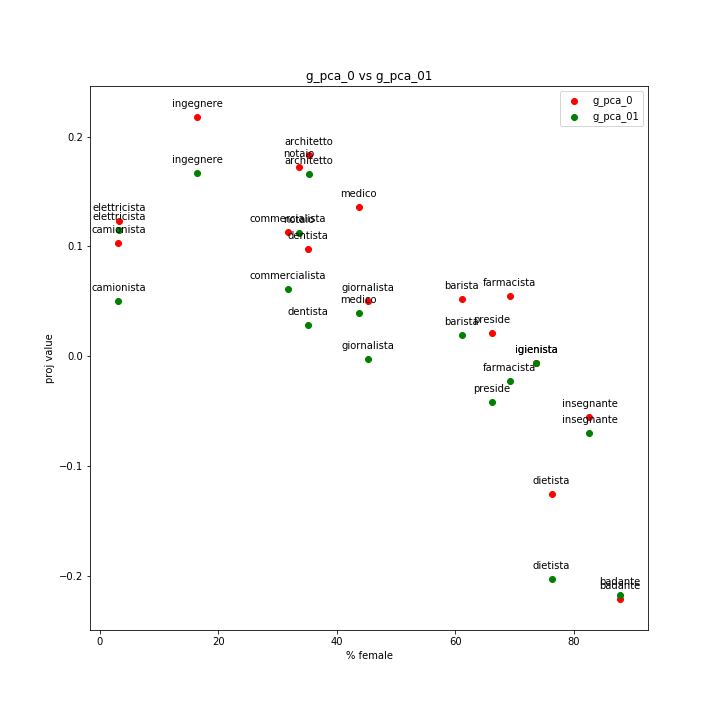 g_pca_0 vs g_pca_01
g_pca_0
g_pca_01
ingegnere
architetto
notaio
architetto
ingegnere
medico
elettricista
elettricista
commercialista
notaio
camionista
dentista
commercialista
camionista
giornalista
barista
farmacista
medico
dentista
barista
preside
giornalista
igienista
igienista
farmacista
preside
insegnante
insegnante
dietista
dietista
badante
badante
0.2
0.1
0.0
−0.1
−0.2
proj value
0
20
40
60
80
% female